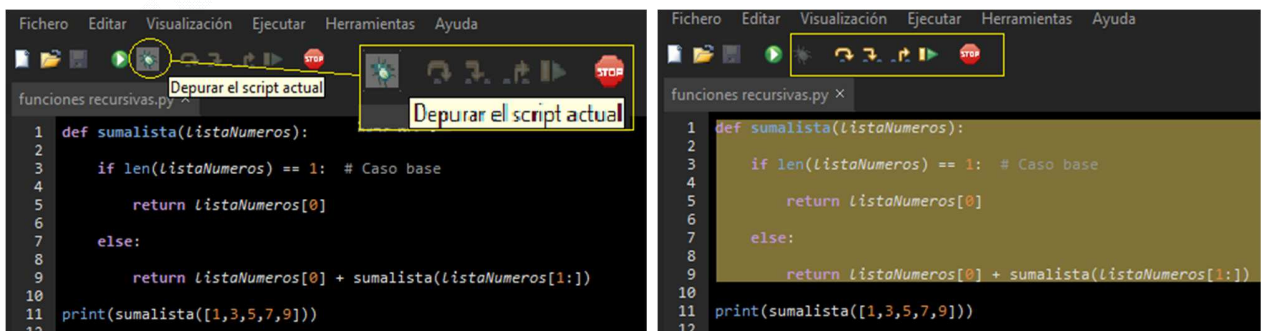 Fichero Editar Visualización Ejecutar Herramientas Ayuda
STOP
STOP
Depurar el script actual
Depurar el script actual
funciones recursivas.py ×
1 def sumalista(listaNumeros):
2
3 if len(listaNumeros) == 1: # Caso base
4
5 return listaNumeros[0]
6
7 else:
8
9 return listaNumeros[0] + sumalista(listaNumeros[1:])
10
11 print(sumalista([1,3,5,7,9]))
12
Fichero Editar Visualización Ejecutar Herramientas Ayuda
STOP
funciones recursivas.py ×
1 def sumalista(listaNumeros):
2
3 if len(listaNumeros) == 1: # Caso base
4
5 return listaNumeros[0]
6
7 else:
8
9 return listaNumeros[0] + sumalista(listaNumeros[1:])
10
11 print(sumalista([1,3,5,7,9]))
12